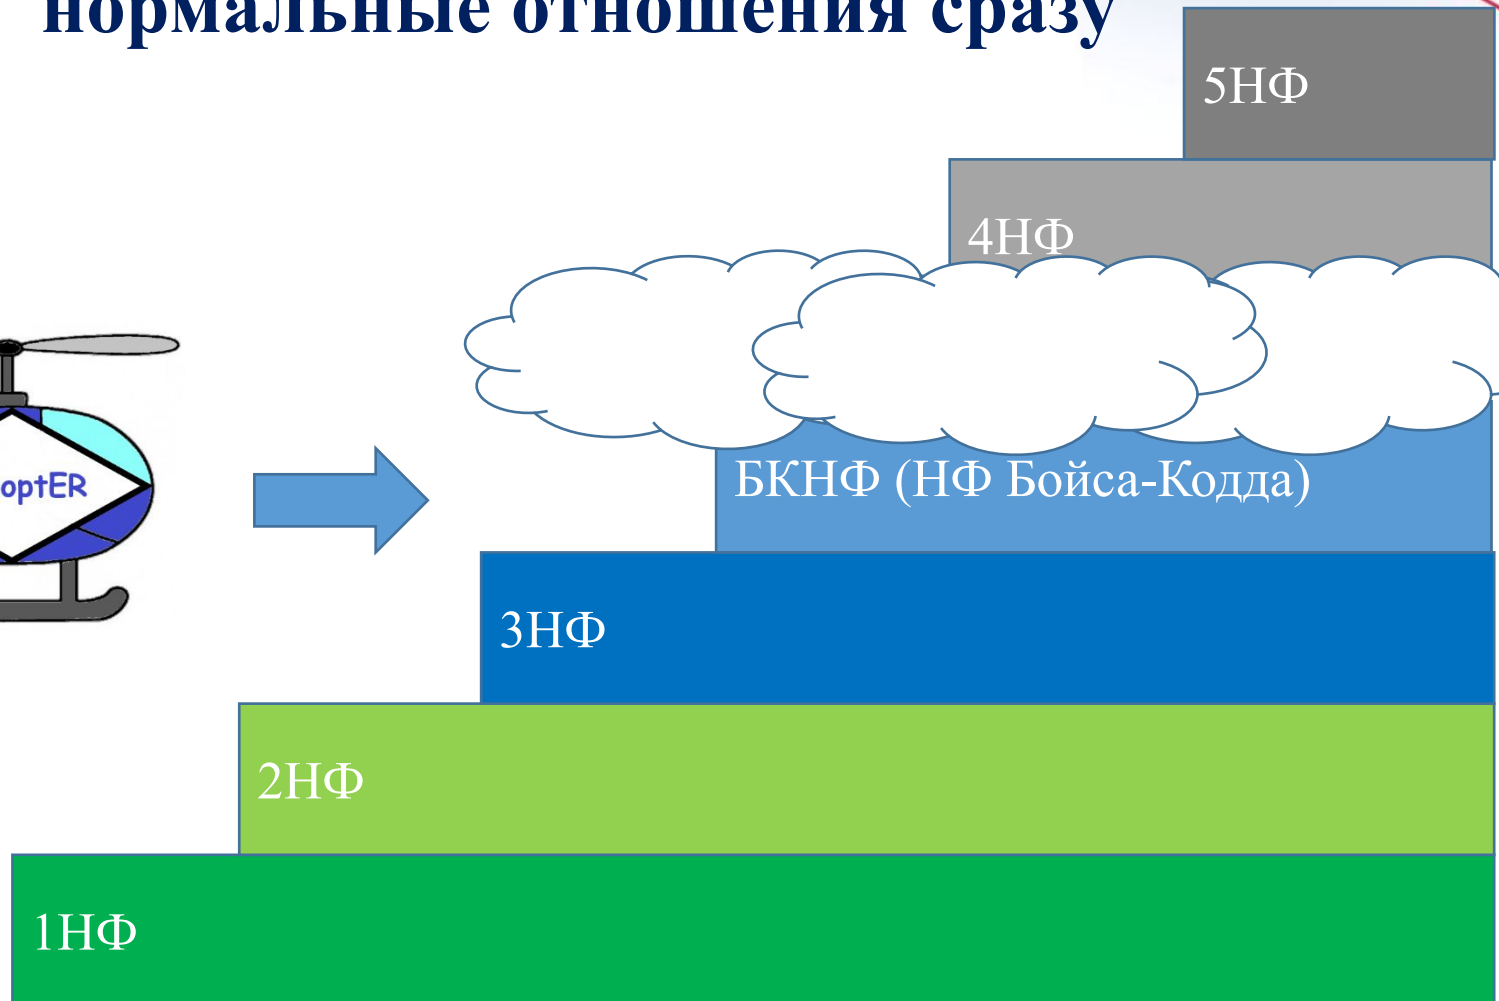 нормальные отношения сразу
5НФ
4НФ
optER
БКНФ (НФ Бойса-Кодда)
3НФ
2НФ
1НФ